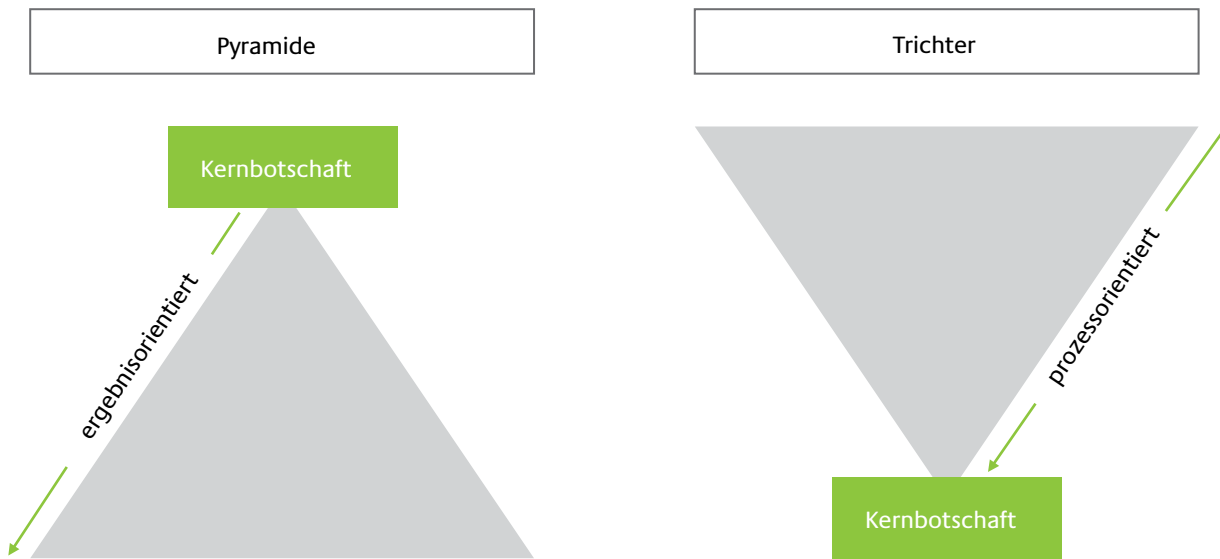 Pyramide
Kernbotschaft
ergebnisorientiert
Trichter
prozessorientiert
Kernbotschaft